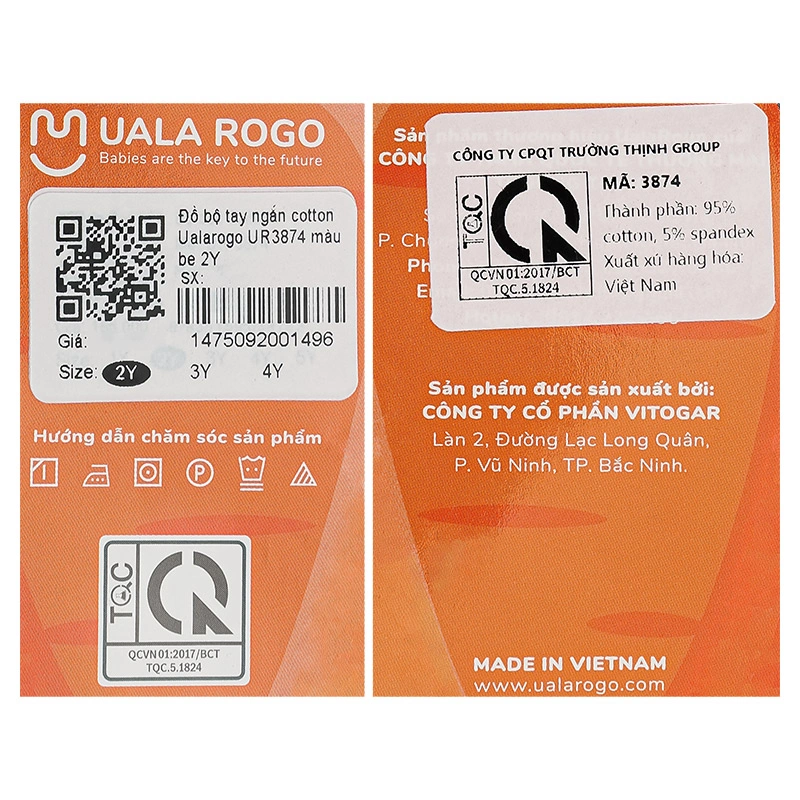 UALA ROGO
Babies are the key to the future
Đồ bộ tay ngắn cotton
Ualarogo UR3874 màu
be 2Y
SX:
Giá:
1475092001496
Size: 2Y 3Y 4Y
Hướng dẫn chăm sóc sản phẩm
TQC
QCVN 01:2017/BCT
TQC.5.1824
Sản phẩm thương hiệu
CÔNG
CÔNG TY CPQT TRƯỜNG THỊNH GROUP
TQC
QCVN 01:2017/BCT
TQC.5.1824
MÃ: 3874
Thành phần: 95%
cotton, 5% spandex
Xuất xứ hàng hóa:
Việt Nam
Sản phẩm được sản xuất bởi:
CÔNG TY CỔ PHẦN VITOGAR
Làn 2, Đường Lạc Long Quân,
P. Vũ Ninh, TP. Bắc Ninh.
MADE IN VIETNAM
www.ualarogo.com